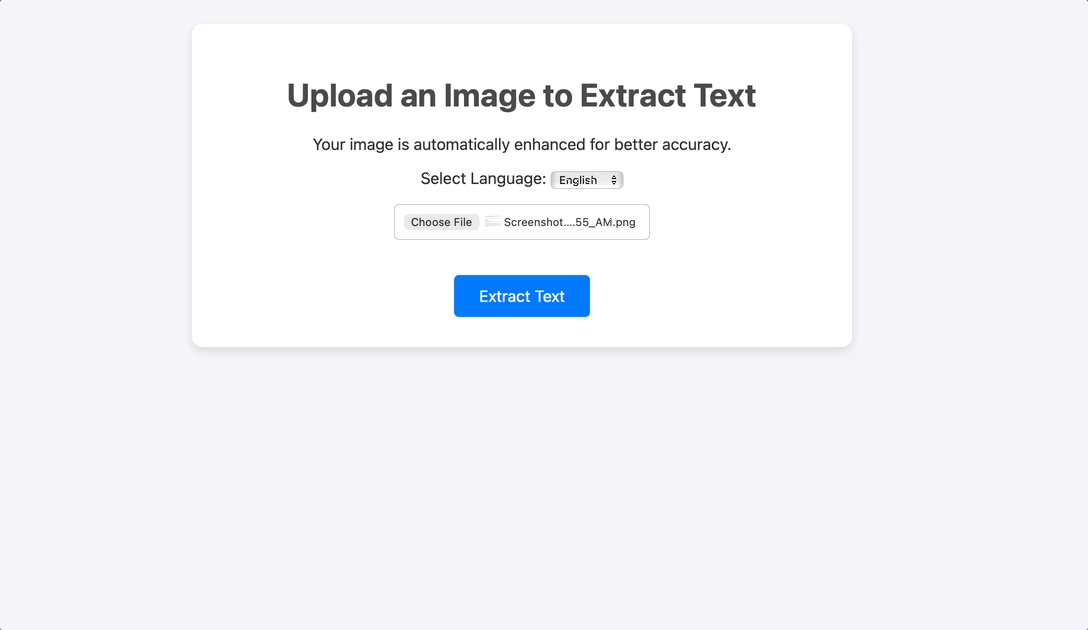 Upload an Image to Extract Text
Your image is automatically enhanced for better accuracy.
Select Language: English
Choose File Screenshot....55_AM.png
Extract Text